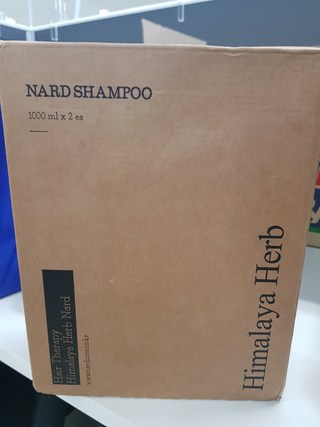 NARD SHAMPOO
1000 ml x 2 ea
Hair Therapy
Himalaya Herb Nard
Himalaya Herb